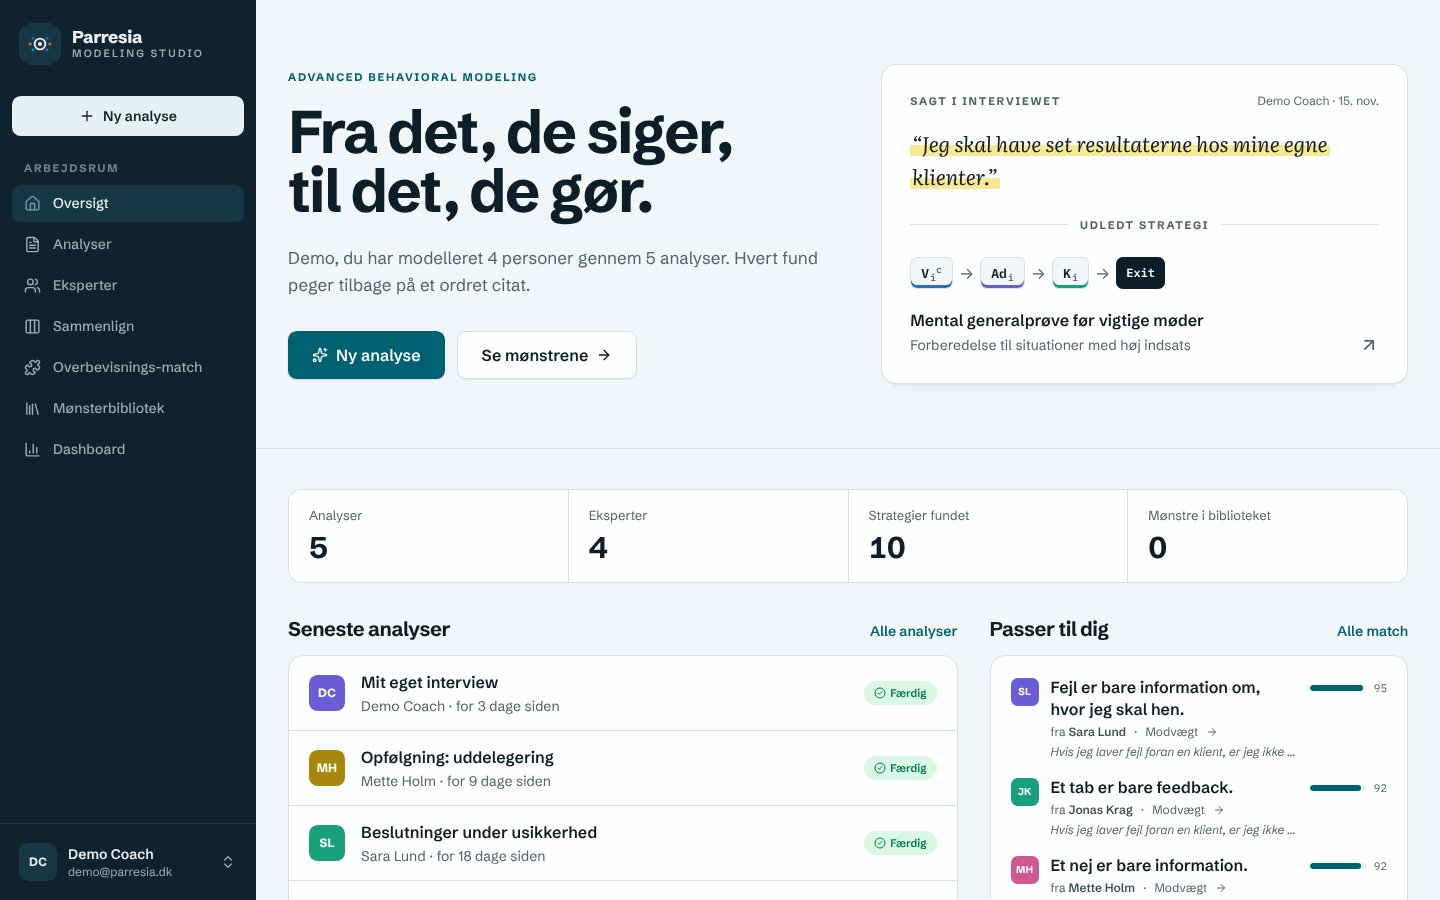 Parresia
MODELING STUDIO
Ny analyse
ARBEJDSRUM
Oversigt
Analyser
Eksperter
Sammenlign
Overbevisnings-match
Mønsterbibliotek
Dashboard
DC
Demo Coach
demo@parresia.dk
ADVANCED BEHAVIORAL MODELING
Fra det, de siger,
til det, de gør.
Demo, du har modelleret 4 personer gennem 5 analyser. Hvert fund
peger tilbage på et ordret citat.
Ny analyse
Se mønstrene →
SAGT I INTERVIEWET
Demo Coach · 15. nov.
“Jeg skal have set resultaterne hos mine egne
klienter.”
UDLEDT STRATEGI
Vᵢᶜ → Adᵢ → Kᵢ → Exit
Mental generalprøve før vigtige møder
Forberedelse til situationer med høj indsats
Analyser
5
Eksperter
4
Strategier fundet
10
Mønstre i biblioteket
0
Seneste analyser
Alle analyser
DC
Mit eget interview
Demo Coach · for 3 dage siden
Færdig
MH
Opfølgning: uddelegering
Mette Holm · for 9 dage siden
Færdig
SL
Beslutninger under usikkerhed
Sara Lund · for 18 dage siden
Færdig
Passer til dig
Alle match
SL
Fejl er bare information om,
hvor jeg skal hen.
95
fra Sara Lund · Modvægt →
Hvis jeg laver fejl foran en klient, er jeg ikke ...
JK
Et tab er bare feedback.
92
fra Jonas Krag · Modvægt →
Hvis jeg laver fejl foran en klient, er jeg ikke ...
MH
Et nej er bare information.
92
fra Mette Holm · Modvægt →